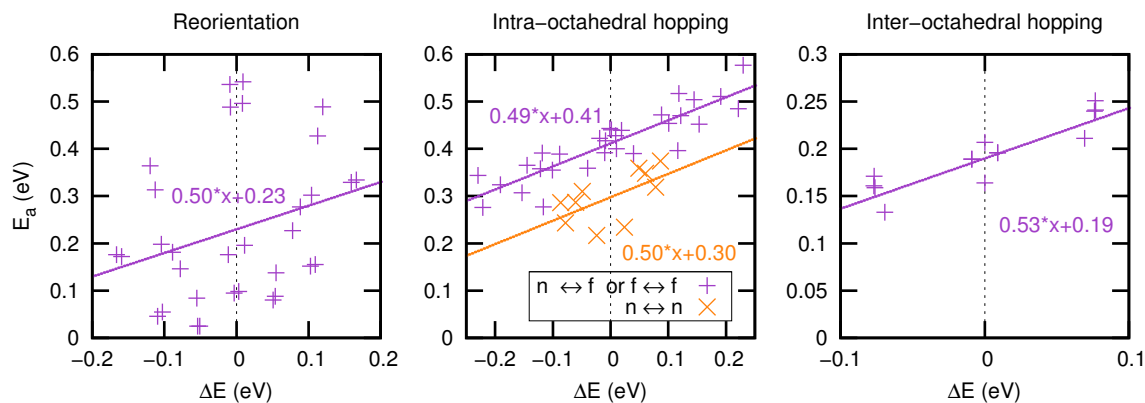 Reorientation
Intra−octahedral hopping
Inter−octahedral hopping
E_a (eV)
0.6
0.5
0.4
0.3
0.2
0.1
0
0.50*x+0.23
−0.2
−0.1
0
0.1
0.2
ΔE (eV)
0.6
0.5
0.4
0.3
0.2
0.1
0
0.49*x+0.41
0.50*x+0.30
n ↔ f or f ↔ f
n ↔ n
−0.2
−0.1
0
0.1
0.2
ΔE (eV)
0.3
0.25
0.2
0.15
0.1
0.05
0
0.53*x+0.19
−0.1
0
0.1
ΔE (eV)